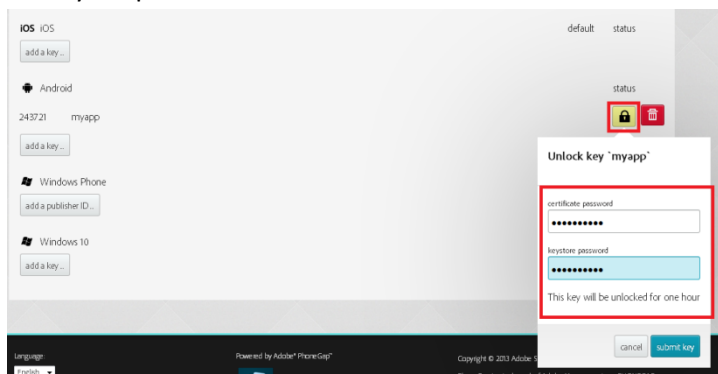 iOS iOS default status
add a key ...
Android status
243721 myapp
add a key ...
Unlock key `myapp`
Windows Phone
add a publisher ID ...
certificate password
••••••••••
Windows 10
keystore password
add a key ...
••••••••••
This key will be unlocked for one hour
cancel submit key
Language: Powered by Adobe® PhoneGap™ Copyright © 2013 Adobe S
English